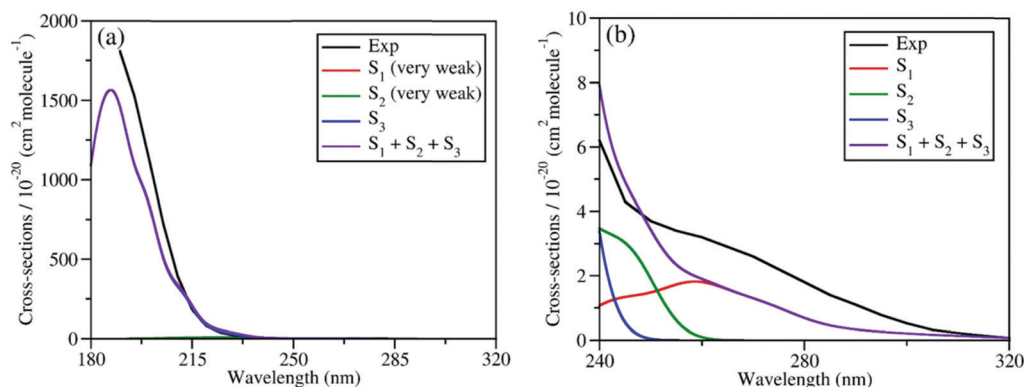 (a)
2000
1500
1000
500
0
Cross-sections / 10⁻²⁰ (cm² molecule⁻¹)
Exp
S₁ (very weak)
S₂ (very weak)
S₃
S₁ + S₂ + S₃
180 215 250 285 320
Wavelength (nm)
(b)
10
8
6
4
2
0
Cross-sections / 10⁻²⁰ (cm² molecule⁻¹)
Exp
S₁
S₂
S₃
S₁ + S₂ + S₃
240 280 320
Wavelength (nm)